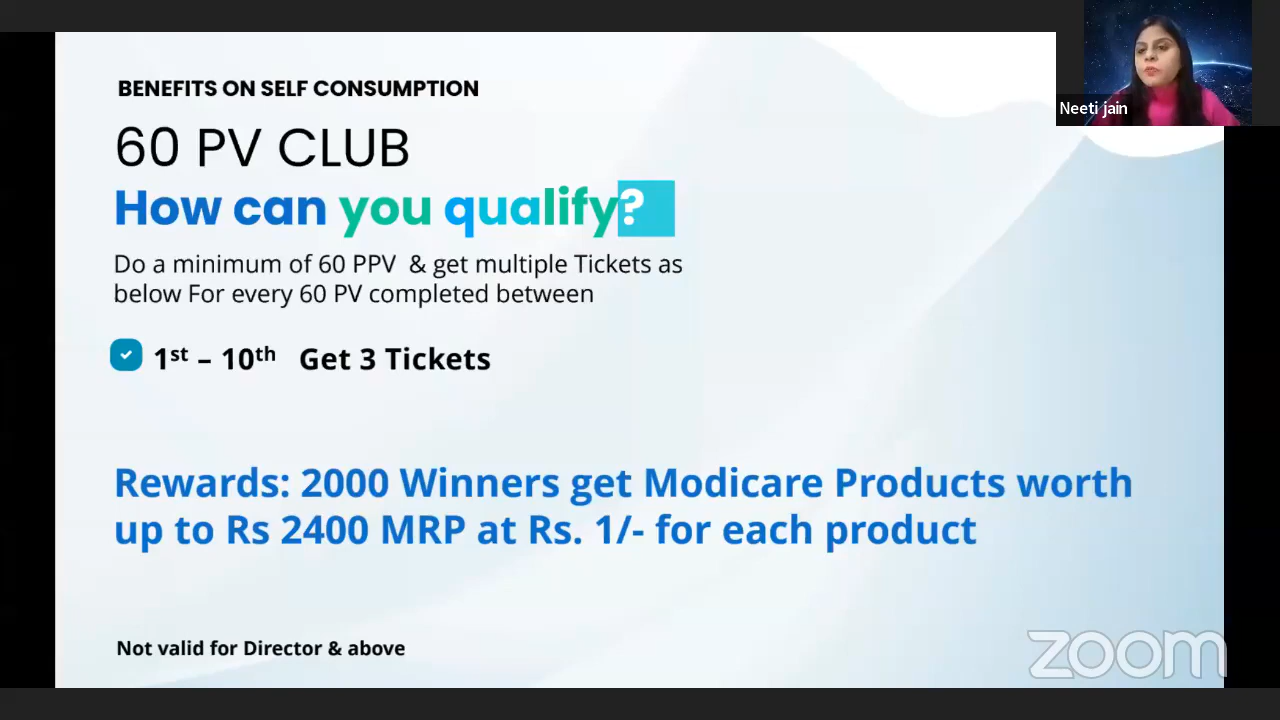 BENEFITS ON SELF CONSUMPTION
60 PV CLUB
How can you qualify?
Do a minimum of 60 PPV & get multiple Tickets as
below For every 60 PV completed between
1st – 10th Get 3 Tickets
Rewards: 2000 Winners get Modicare Products worth
up to Rs 2400 MRP at Rs. 1/- for each product
Not valid for Director & above
Neeti jain
zoom